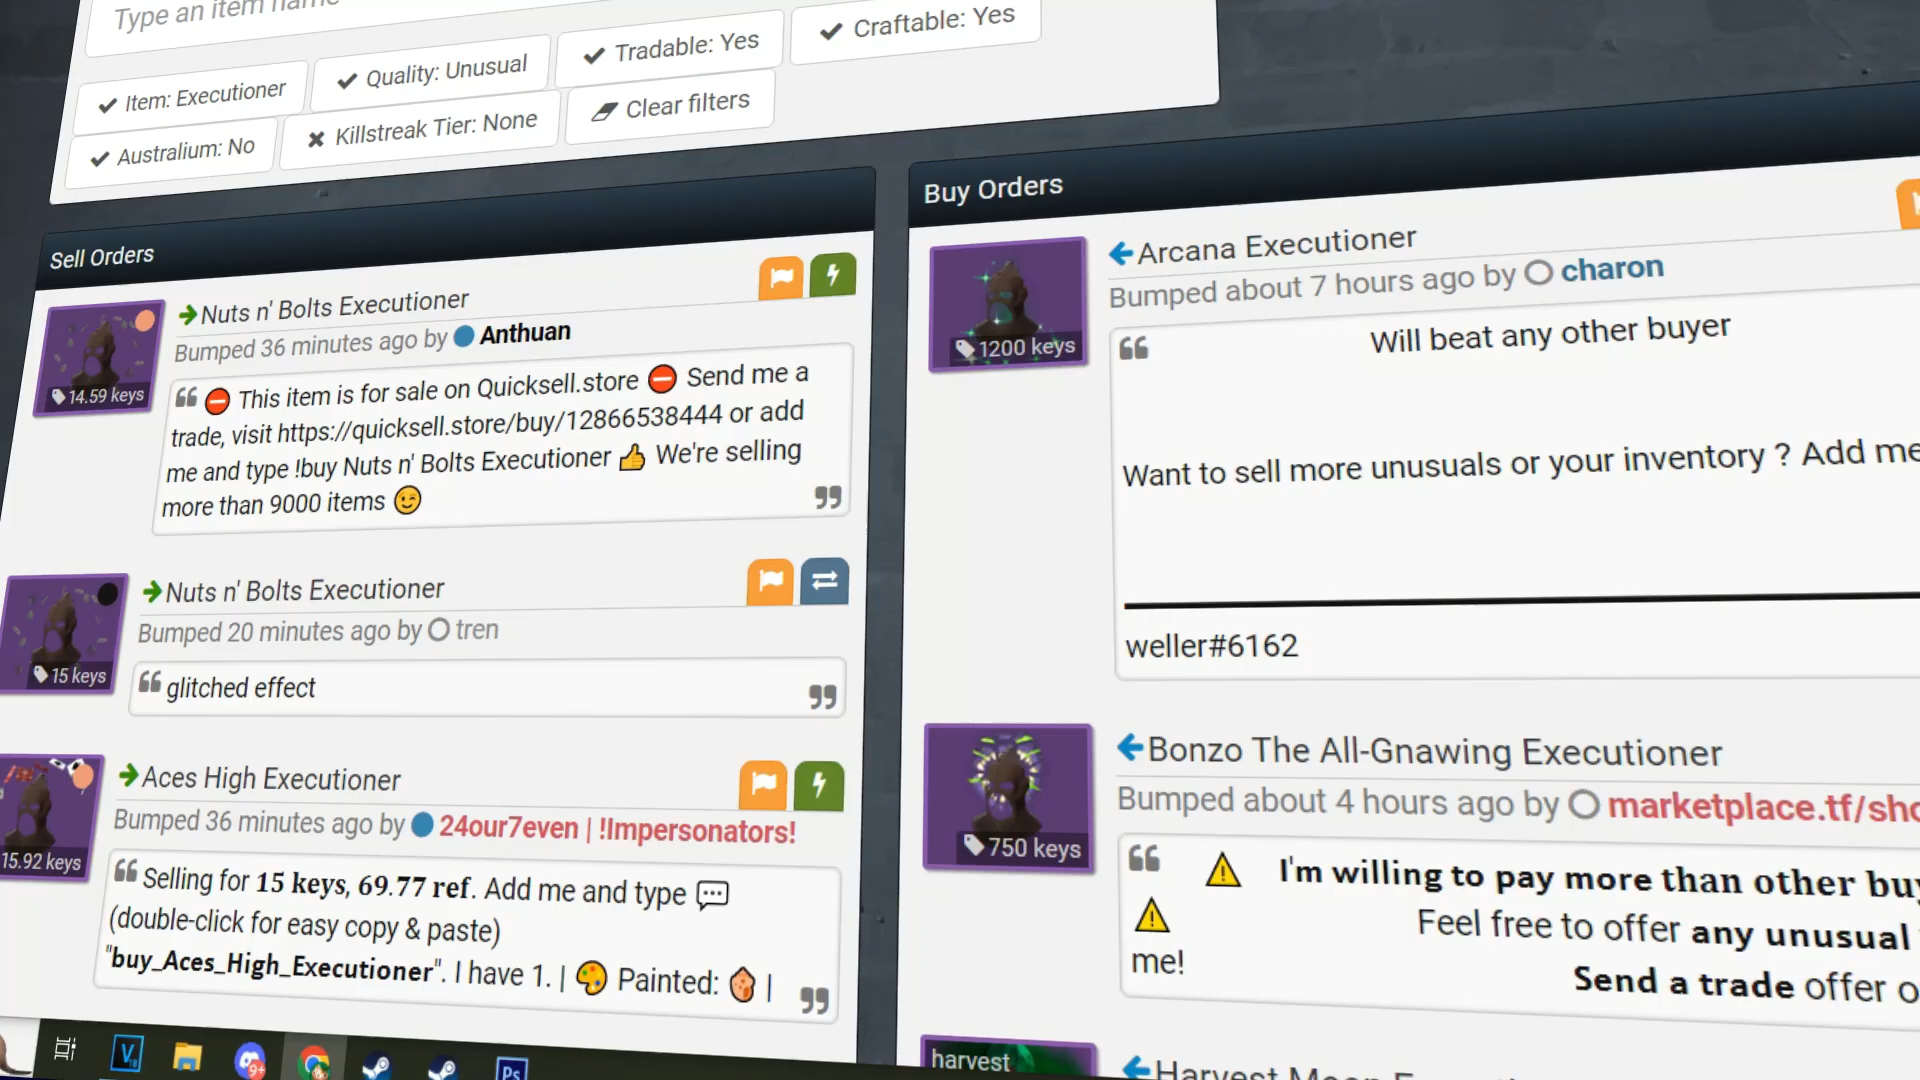 Type an item name
Item: Executioner
Quality: Unusual
Tradable: Yes
Craftable: Yes
Australium: No
Killstreak Tier: None
Clear filters
Sell Orders
Nuts n' Bolts Executioner
Bumped 36 minutes ago by Anthuan
14.59 keys
This item is for sale on Quicksell.store ⛔ Send me a
trade, visit https://quicksell.store/buy/12866538444 or add
me and type !buy Nuts n' Bolts Executioner 👍 We're selling
more than 9000 items 😉
Nuts n' Bolts Executioner
Bumped 20 minutes ago by tren
15 keys
glitched effect
Aces High Executioner
Bumped 36 minutes ago by 24our7even | !Impersonators!
15.92 keys
Selling for 15 keys, 69.77 ref. Add me and type 💬
(double-click for easy copy & paste)
"buy_Aces_High_Executioner". I have 1. | 🎨 Painted: 🥔 |
Buy Orders
Arcana Executioner
Bumped about 7 hours ago by charon
1200 keys
Will beat any other buyer
Want to sell more unusuals or your inventory ? Add me
weller#6162
Bonzo The All-Gnawing Executioner
Bumped about 4 hours ago by marketplace.tf/sho
750 keys
⚠ I'm willing to pay more than other buy
⚠ Feel free to offer any unusual
me!
Send a trade offer o
harvest
Harvest Moon
V
9+
Ps